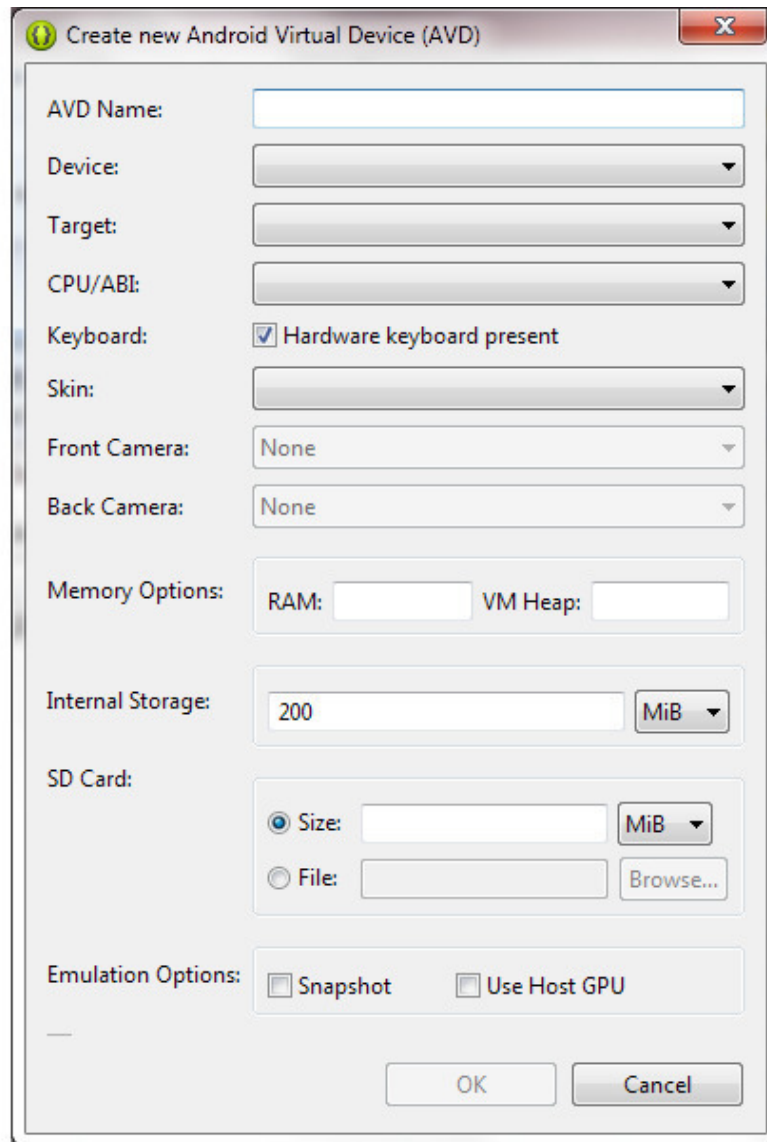 Create new Android Virtual Device (AVD)
AVD Name:
Device:
Target:
CPU/ABI:
Keyboard: Hardware keyboard present
Skin:
Front Camera: None
Back Camera: None
Memory Options: RAM: VM Heap:
Internal Storage: 200 MiB
SD Card:
Size: MiB
File: Browse...
Emulation Options: Snapshot Use Host GPU
OK Cancel